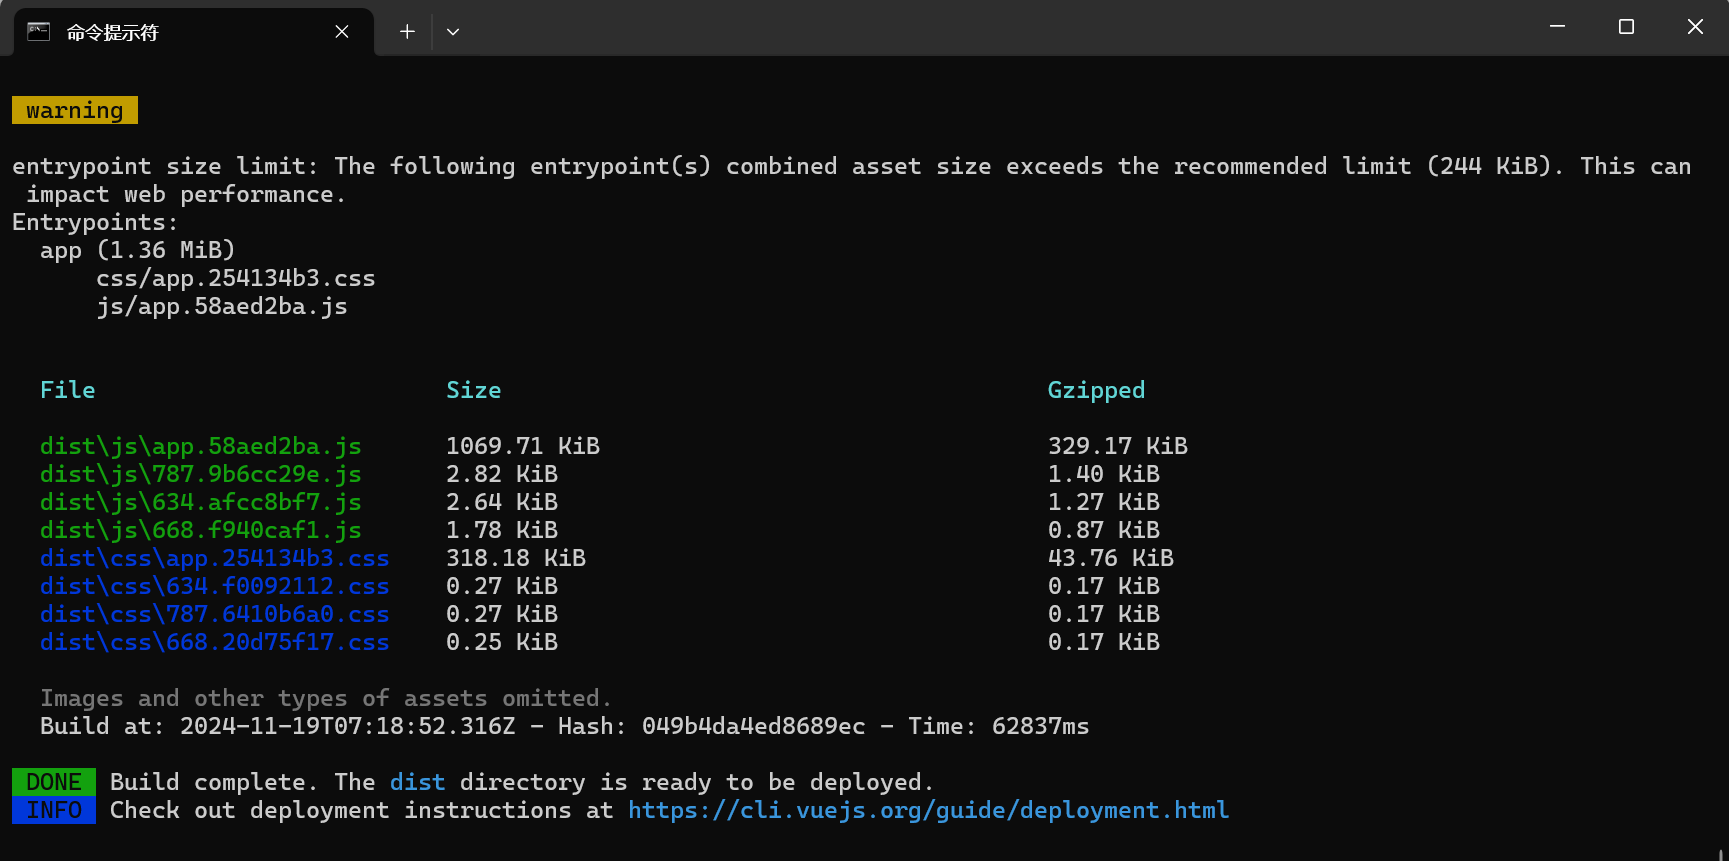 命令提示符
warning
entrypoint size limit: The following entrypoint(s) combined asset size exceeds the recommended limit (244 KiB). This can
impact web performance.
Entrypoints:
app (1.36 MiB)
css/app.254134b3.css
js/app.58aed2ba.js
File Size Gzipped
dist\js\app.58aed2ba.js 1069.71 KiB 329.17 KiB
dist\js\787.9b6cc29e.js 2.82 KiB 1.40 KiB
dist\js\634.afcc8bf7.js 2.64 KiB 1.27 KiB
dist\js\668.f940caf1.js 1.78 KiB 0.87 KiB
dist\css\app.254134b3.css 318.18 KiB 43.76 KiB
dist\css\634.f0092112.css 0.27 KiB 0.17 KiB
dist\css\787.6410b6a0.css 0.27 KiB 0.17 KiB
dist\css\668.20d75f17.css 0.25 KiB 0.17 KiB
Images and other types of assets omitted.
Build at: 2024-11-19T07:18:52.316Z - Hash: 049b4da4ed8689ec - Time: 62837ms
DONE Build complete. The dist directory is ready to be deployed.
INFO Check out deployment instructions at https://cli.vuejs.org/guide/deployment.html